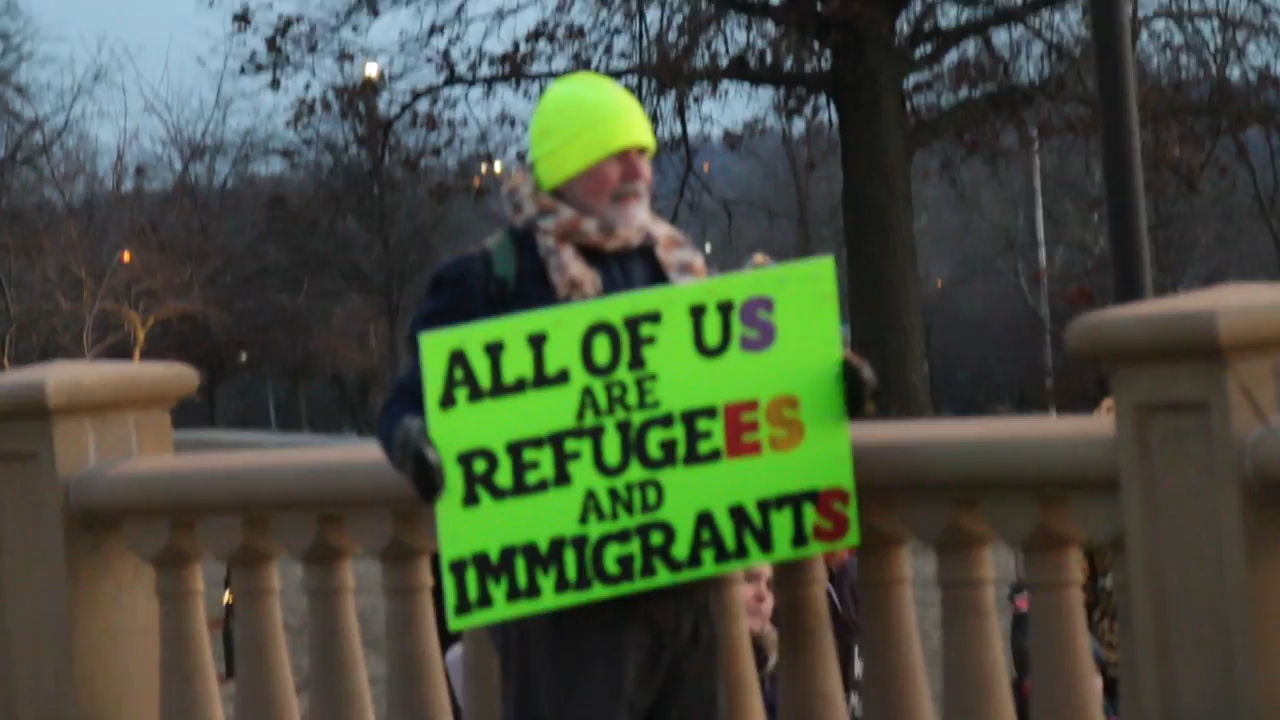 ALL OF US
ARE
REFUGEES
AND
IMMIGRANTS